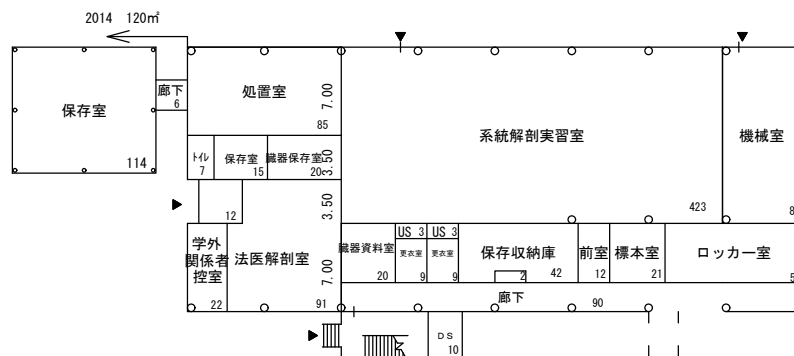 2014 120㎡
保存室
114
廊下
6
処置室
85
7.00
トイレ
7
保存室
15
臓器保存室
20
3.50
系統解剖実習室
423
機械室
8
12
3.50
学外
関係者
控室
22
法医解剖室
91
7.00
臓器資料室
20
US 3
更衣室
9
US 3
更衣室
9
保存収納庫
2
42
前室
12
標本室
21
ロッカー室
5
廊下
90
DS
10